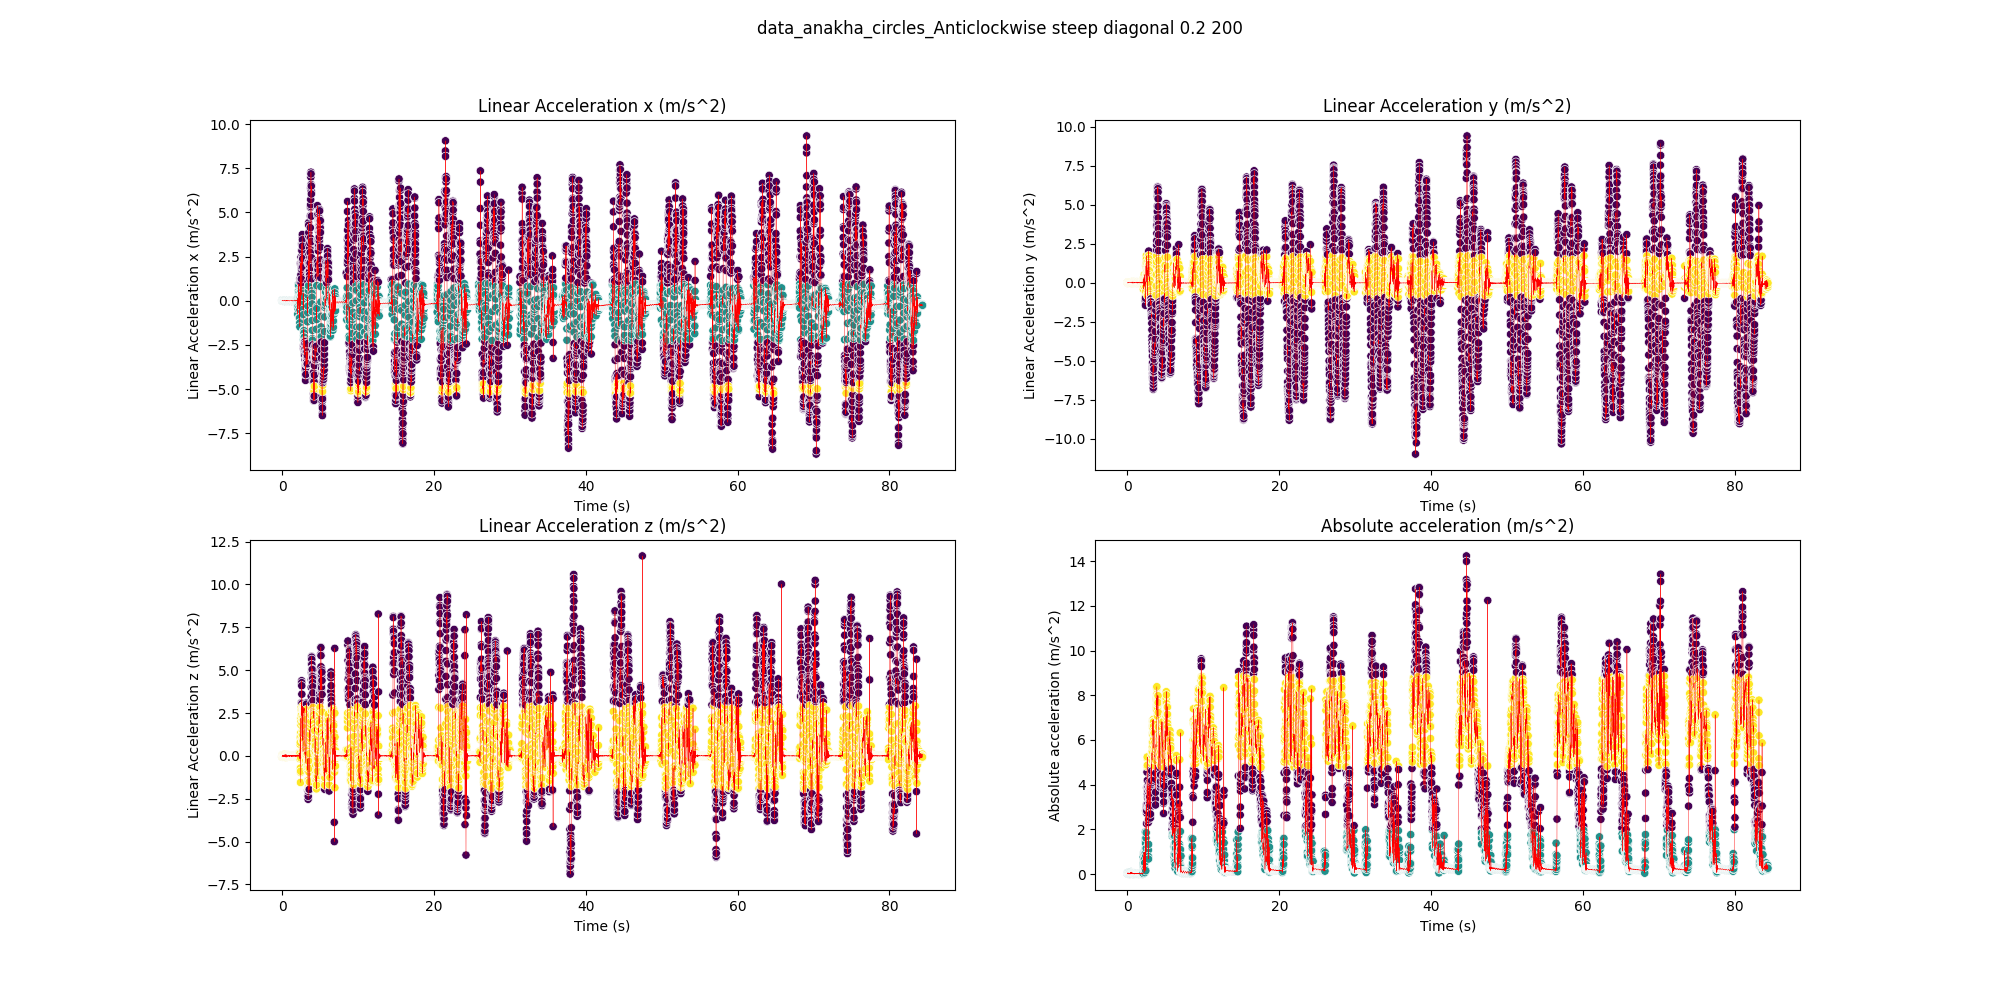 data_anakha_circles_Anticlockwise steep diagonal 0.2 200
Linear Acceleration x (m/s^2)
Linear Acceleration x (m/s^2)
10.0
7.5
5.0
2.5
0.0
−2.5
−5.0
−7.5
0 20 40 60 80
Time (s)
Linear Acceleration y (m/s^2)
Linear Acceleration y (m/s^2)
10.0
7.5
5.0
2.5
0.0
−2.5
−5.0
−7.5
−10.0
0 20 40 60 80
Time (s)
Linear Acceleration z (m/s^2)
Linear Acceleration z (m/s^2)
12.5
10.0
7.5
5.0
2.5
0.0
−2.5
−5.0
−7.5
0 20 40 60 80
Time (s)
Absolute acceleration (m/s^2)
Absolute acceleration (m/s^2)
14
12
10
8
6
4
2
0
0 20 40 60 80
Time (s)